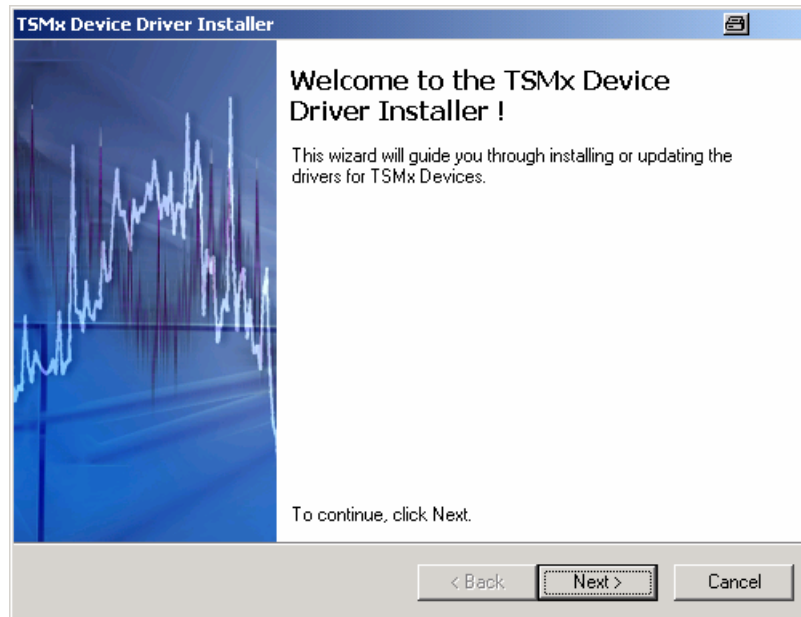 TSMx Device Driver Installer
Welcome to the TSMx Device
Driver Installer !
This wizard will guide you through installing or updating the
drivers for TSMx Devices.
To continue, click Next.
< Back
Next >
Cancel